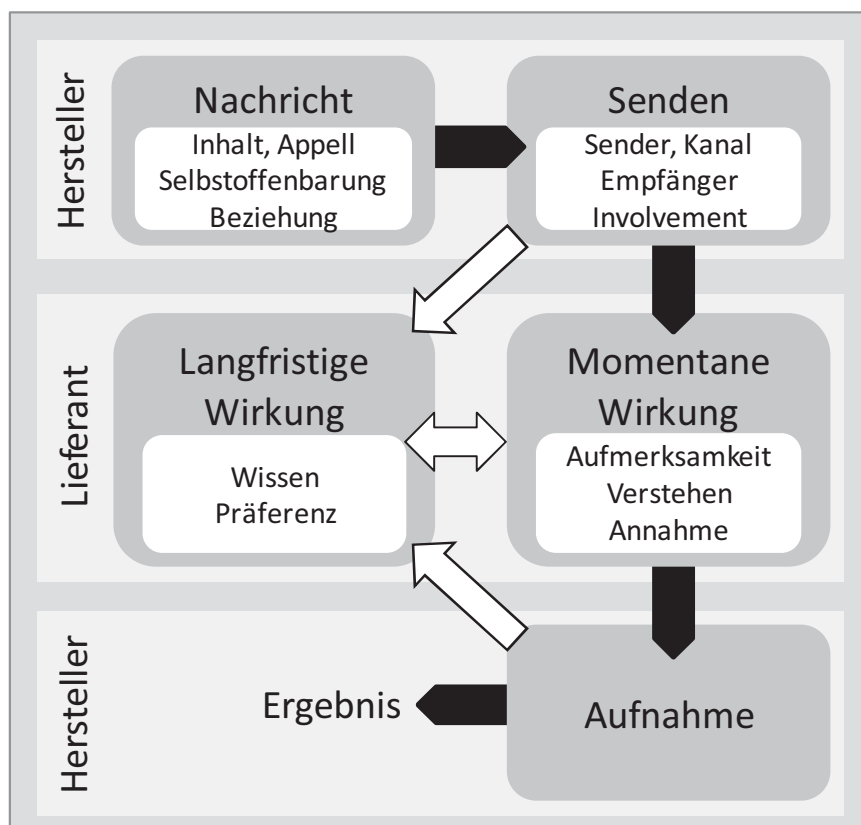 Hersteller
Nachricht
Inhalt, Appell
Selbstoffenbarung
Beziehung
Senden
Sender, Kanal
Empfänger
Involvement
Lieferant
Langfristige
Wirkung
Wissen
Präferenz
Momentane
Wirkung
Aufmerksamkeit
Verstehen
Annahme
Hersteller
Ergebnis
Aufnahme